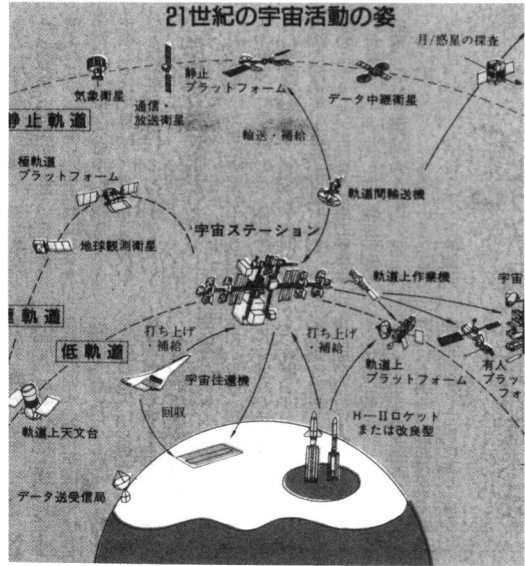 21世紀の宇宙活動の姿
月/惑星の探査
気象衛星
通信・
放送衛星
静止
プラットフォーム
データ中継衛星
静止軌道
輸送・補給
極軌道
プラットフォーム
軌道間輸送機
地球観測衛星
宇宙ステーション
軌道上作業機
宇宙
軌道
低軌道
打ち上げ
・補給
打ち上げ
・補給
軌道上
プラットフォーム
有人
プラッ
フォ
宇宙往還機
回収
H—IIロケット
または改良型
軌道上天文台
データ送受信局